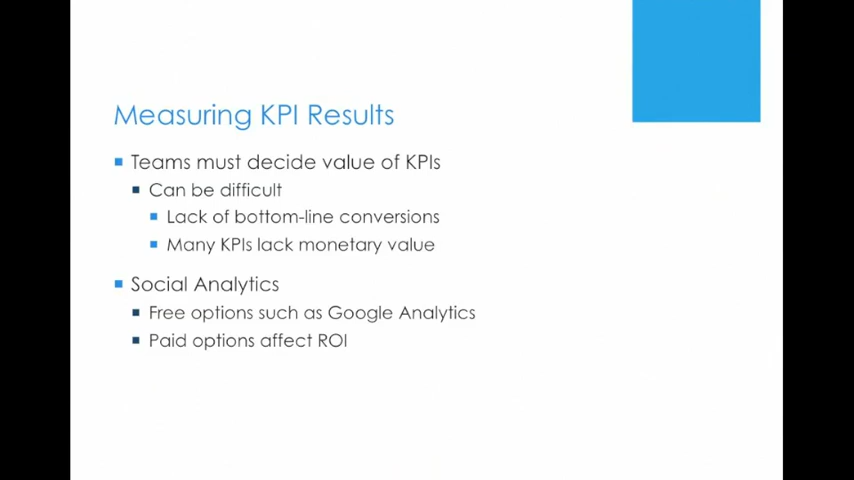 Measuring KPI Results
Teams must decide value of KPIs
Can be difficult
Lack of bottom-line conversions
Many KPIs lack monetary value
Social Analytics
Free options such as Google Analytics
Paid options affect ROI